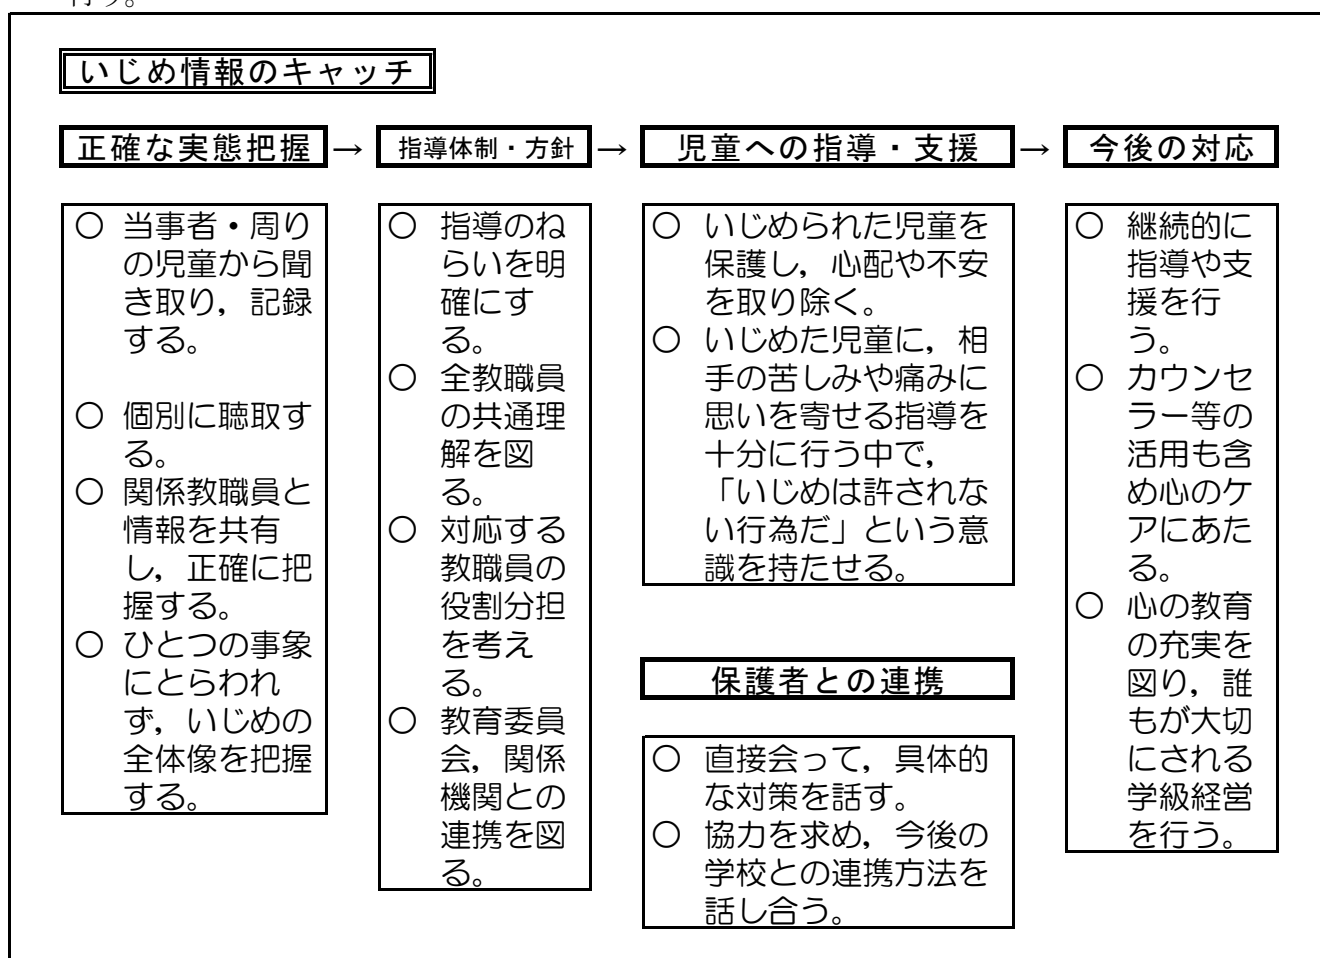 いじめ情報のキャッチ
正確な実態把握 → 指導体制・方針 → 児童への指導・支援 → 今後の対応
○ 当事者・周り
の児童から聞
き取り，記録
する。
○ 個別に聴取す
る。
○ 関係教職員と
情報を共有
し，正確に把
握する。
○ ひとつの事象
にとらわれ
ず，いじめの
全体像を把握
する。
○ 指導のね
らいを明
確にす
る。
○ 全教職員
の共通理
解を図
る。
○ 対応する
教職員の
役割分担
を考え
る。
○ 教育委員
会，関係
機関との
連携を図
る。
○ いじめられた児童を
保護し，心配や不安
を取り除く。
○ いじめた児童に，相
手の苦しみや痛みに
思いを寄せる指導を
十分に行う中で，
「いじめは許されな
い行為だ」という意
識を持たせる。
保護者との連携
○ 直接会って，具体的
な対策を話す。
○ 協力を求め，今後の
学校との連携方法を
話し合う。
○ 継続的に
指導や支
援を行
う。
○ カウンセ
ラー等の
活用も含
め心のケ
アにあた
る。
○ 心の教育
の充実を
図り，誰
もが大切
にされる
学級経営
を行う。